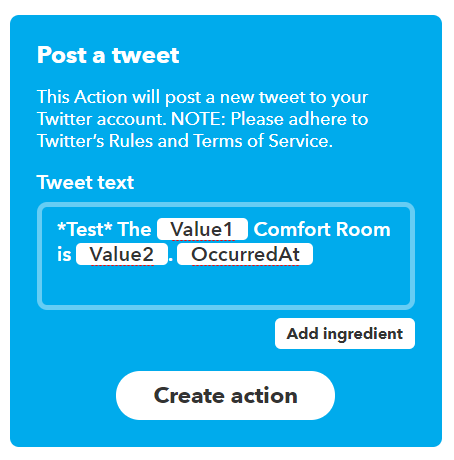 Post a tweet
This Action will post a new tweet to your
Twitter account. NOTE: Please adhere to
Twitter's Rules and Terms of Service.
Tweet text
*Test* The Value1 Comfort Room
is Value2 . OccurredAt
Add ingredient
Create action